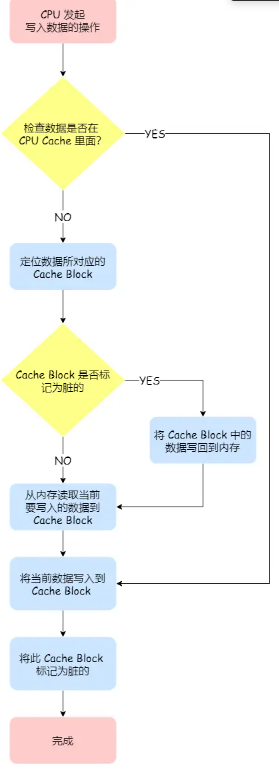 CPU 发起
写入数据的操作
检查数据是否在
CPU Cache 里面?
YES
NO
定位数据所对应的
Cache Block
Cache Block 是否标
记为脏的
YES
将 Cache Block 中的
数据写回到内存
NO
从内存读取当前
要写入的数据到
Cache Block
将当前数据写入到
Cache Block
将此 Cache Block
标记为脏的
完成